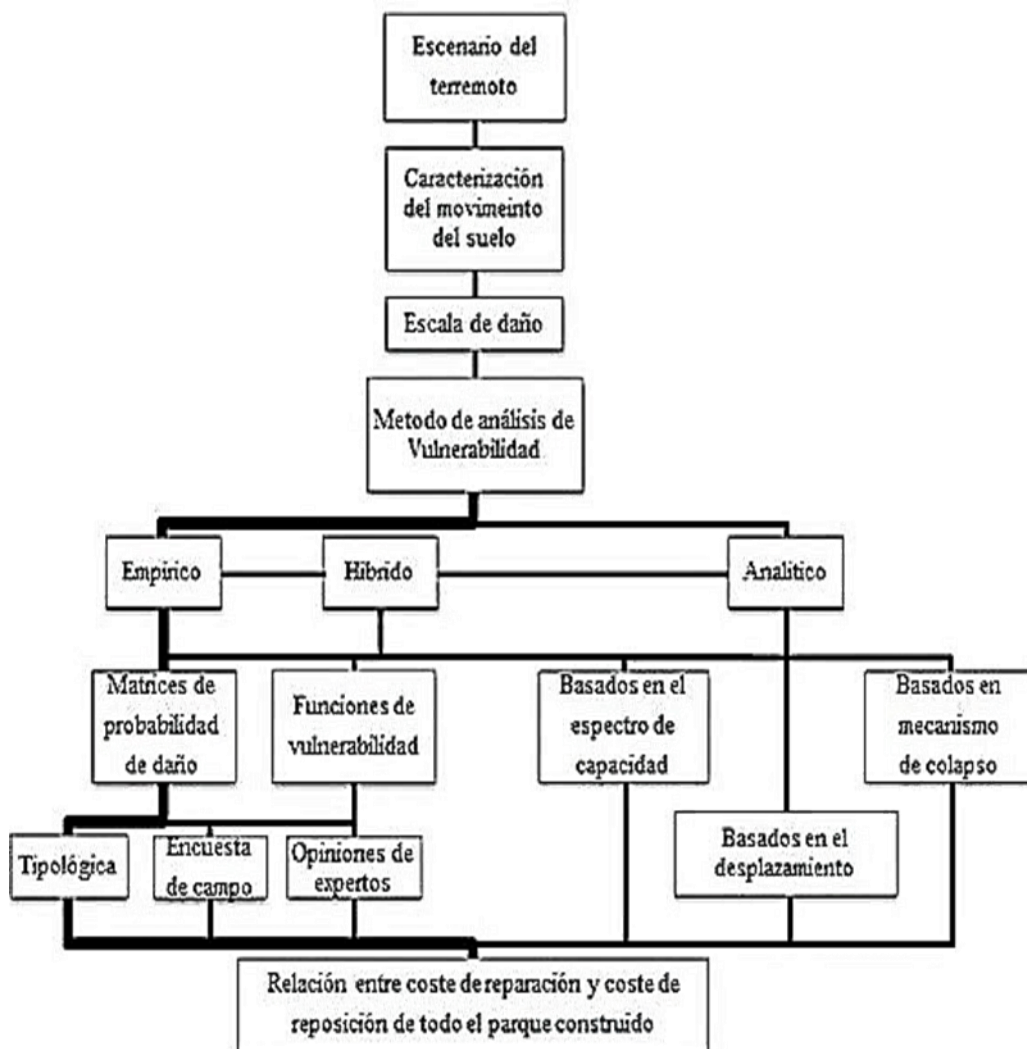 Escenario del
terremoto
Caracterización
del movimeinto
del suelo
Escala de daño
Metodo de análisis de
Vulnerabilidad
Empírico
Híbrido
Analítico
Matrices de
probabilidad
de daño
Funciones de
vulnerabilidad
Basados en el
espectro de
capacidad
Basados en
mecanismo
de colapso
Tipológica
Encuesta
de campo
Opiniones de
expertos
Basados en el
desplazamiento
Relación entre coste de reparación y coste de
reposición de todo el parque construido